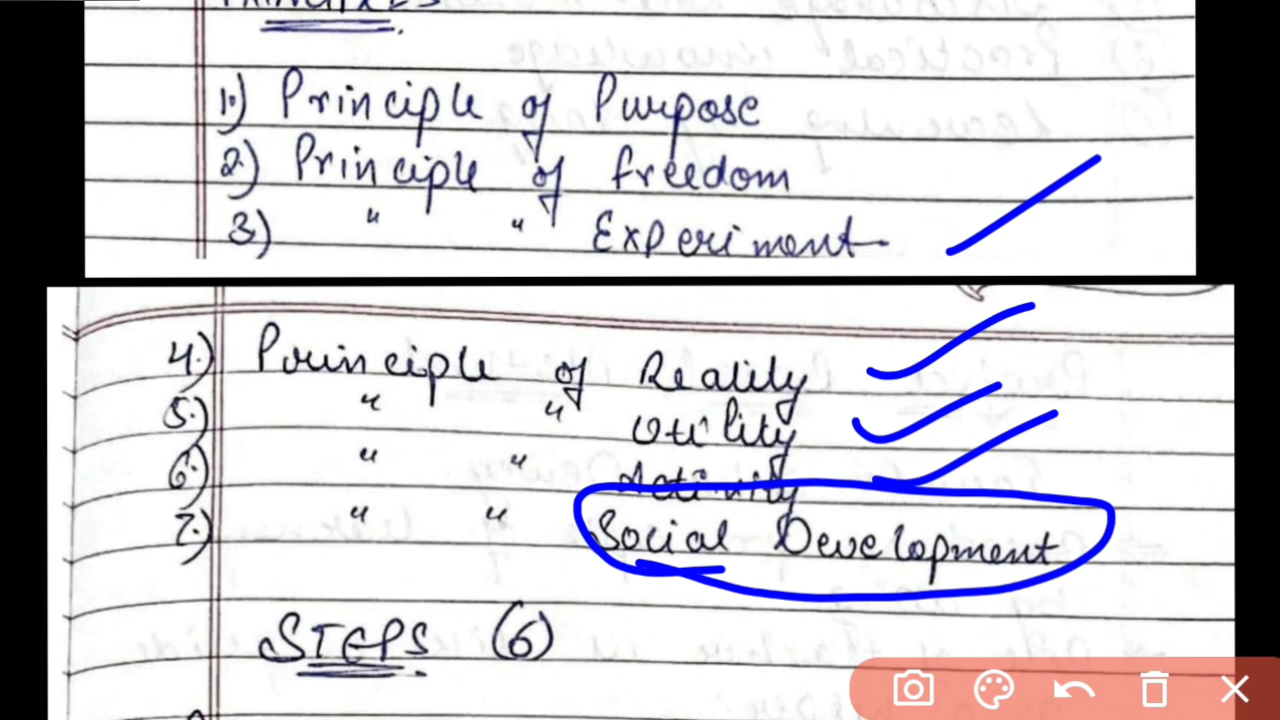 PRINCIPLES
1.) Principle of Purpose
2.) Principle of freedom
3.) " " Experiment
4.) Principle of Reality
5.) " " Utility
6.) " " Activity
7.) " " Social Development
STEPS (6)